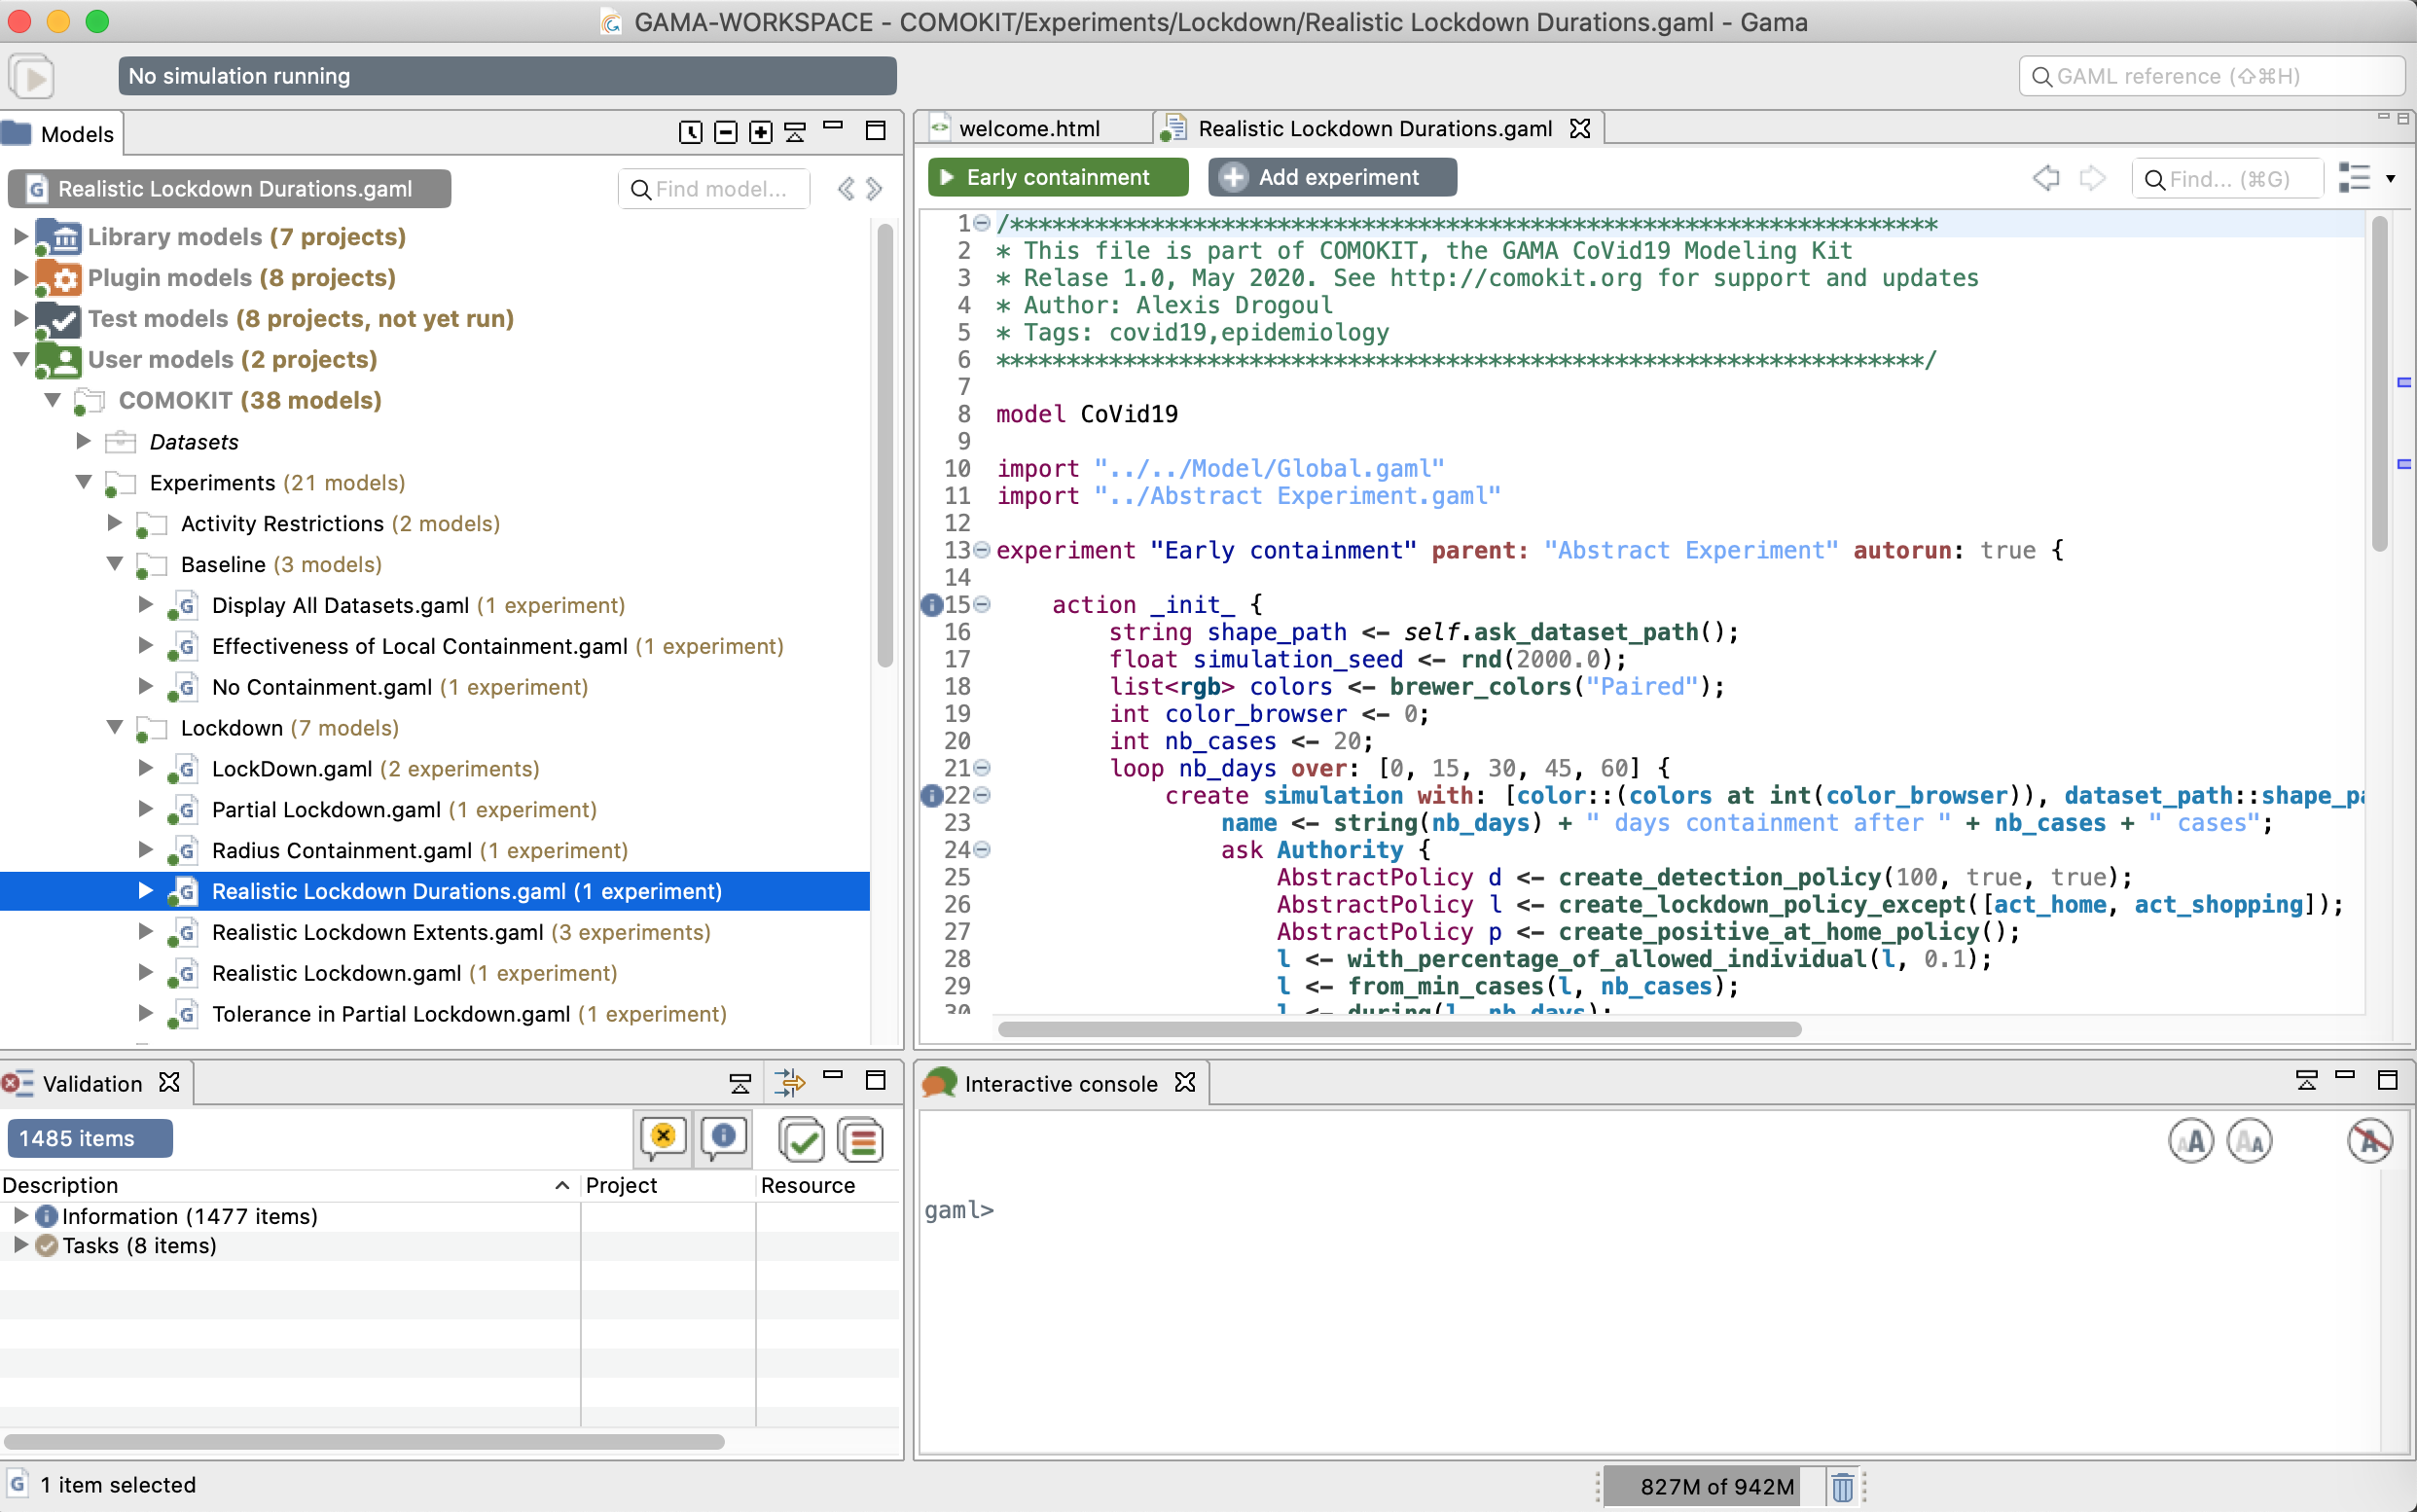 GAMA-WORKSPACE - COMOKIT/Experiments/Lockdown/Realistic Lockdown Durations.gaml - Gama
No simulation running
GAML reference (⇧⌘H)
Models
Realistic Lockdown Durations.gaml
Find model...
Library models (7 projects)
Plugin models (8 projects)
Test models (8 projects, not yet run)
User models (2 projects)
COMOKIT (38 models)
Datasets
Experiments (21 models)
Activity Restrictions (2 models)
Baseline (3 models)
Display All Datasets.gaml (1 experiment)
Effectiveness of Local Containment.gaml (1 experiment)
No Containment.gaml (1 experiment)
Lockdown (7 models)
LockDown.gaml (2 experiments)
Partial Lockdown.gaml (1 experiment)
Radius Containment.gaml (1 experiment)
Realistic Lockdown Durations.gaml (1 experiment)
Realistic Lockdown Extents.gaml (3 experiments)
Realistic Lockdown.gaml (1 experiment)
Tolerance in Partial Lockdown.gaml (1 experiment)
welcome.html
Realistic Lockdown Durations.gaml
Early containment
Add experiment
Find... (⌘G)
1 /******************************************************************
2 * This file is part of COMOKIT, the GAMA CoVid19 Modeling Kit
3 * Relase 1.0, May 2020. See http://comokit.org for support and updates
4 * Author: Alexis Drogoul
5 * Tags: covid19,epidemiology
6 ******************************************************************/
7
8 model CoVid19
9
10 import "../../Model/Global.gaml"
11 import "../Abstract Experiment.gaml"
12
13 experiment "Early containment" parent: "Abstract Experiment" autorun: true {
14
15 action _init_ {
16 string shape_path <- self.ask_dataset_path();
17 float simulation_seed <- rnd(2000.0);
18 list<rgb> colors <- brewer_colors("Paired");
19 int color_browser <- 0;
20 int nb_cases <- 20;
21 loop nb_days over: [0, 15, 30, 45, 60] {
22 create simulation with: [color::(colors at int(color_browser)), dataset_path::shape_pa
23 name <- string(nb_days) + " days containment after " + nb_cases + " cases";
24 ask Authority {
25 AbstractPolicy d <- create_detection_policy(100, true, true);
26 AbstractPolicy l <- create_lockdown_policy_except([act_home, act_shopping]);
27 AbstractPolicy p <- create_positive_at_home_policy();
28 l <- with_percentage_of_allowed_individual(l, 0.1);
29 l <- from_min_cases(l, nb_cases);
30 l <- during(l, nb_days);
Validation
1485 items
Description Project Resource
Information (1477 items)
Tasks (8 items)
Interactive console
gaml>
1 item selected
827M of 942M